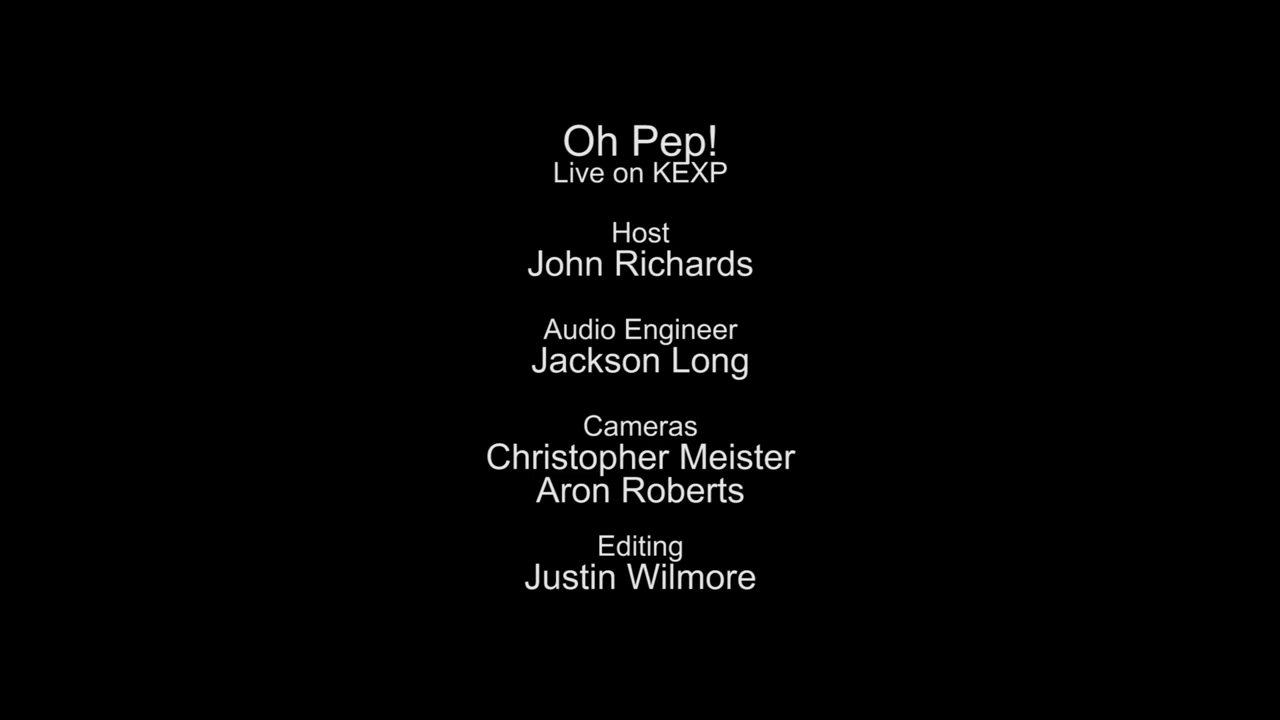 Oh Pep!
Live on KEXP
Host
John Richards
Audio Engineer
Jackson Long
Cameras
Christopher Meister
Aron Roberts
Editing
Justin Wilmore